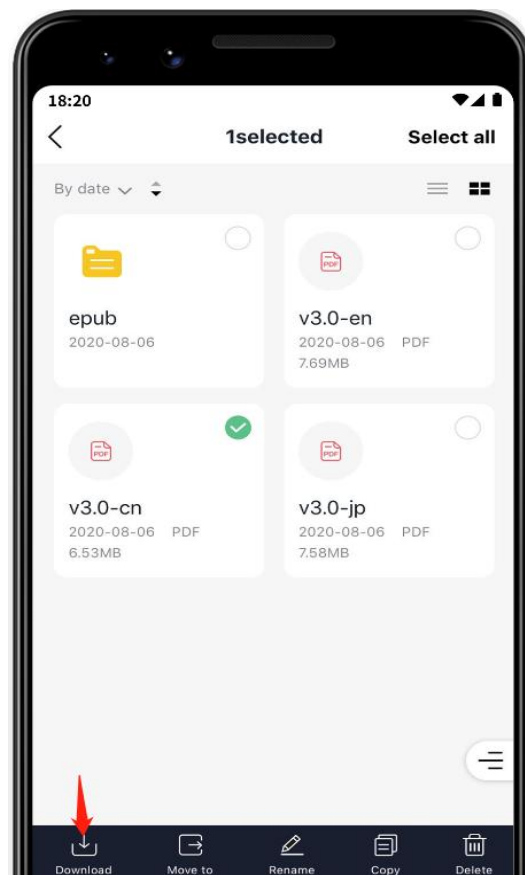 18:20
1selected Select all
By date
epub
2020-08-06
v3.0-en
2020-08-06 PDF
7.69MB
v3.0-cn
2020-08-06 PDF
6.53MB
v3.0-jp
2020-08-06 PDF
7.58MB
Download Move to Rename Copy Delete